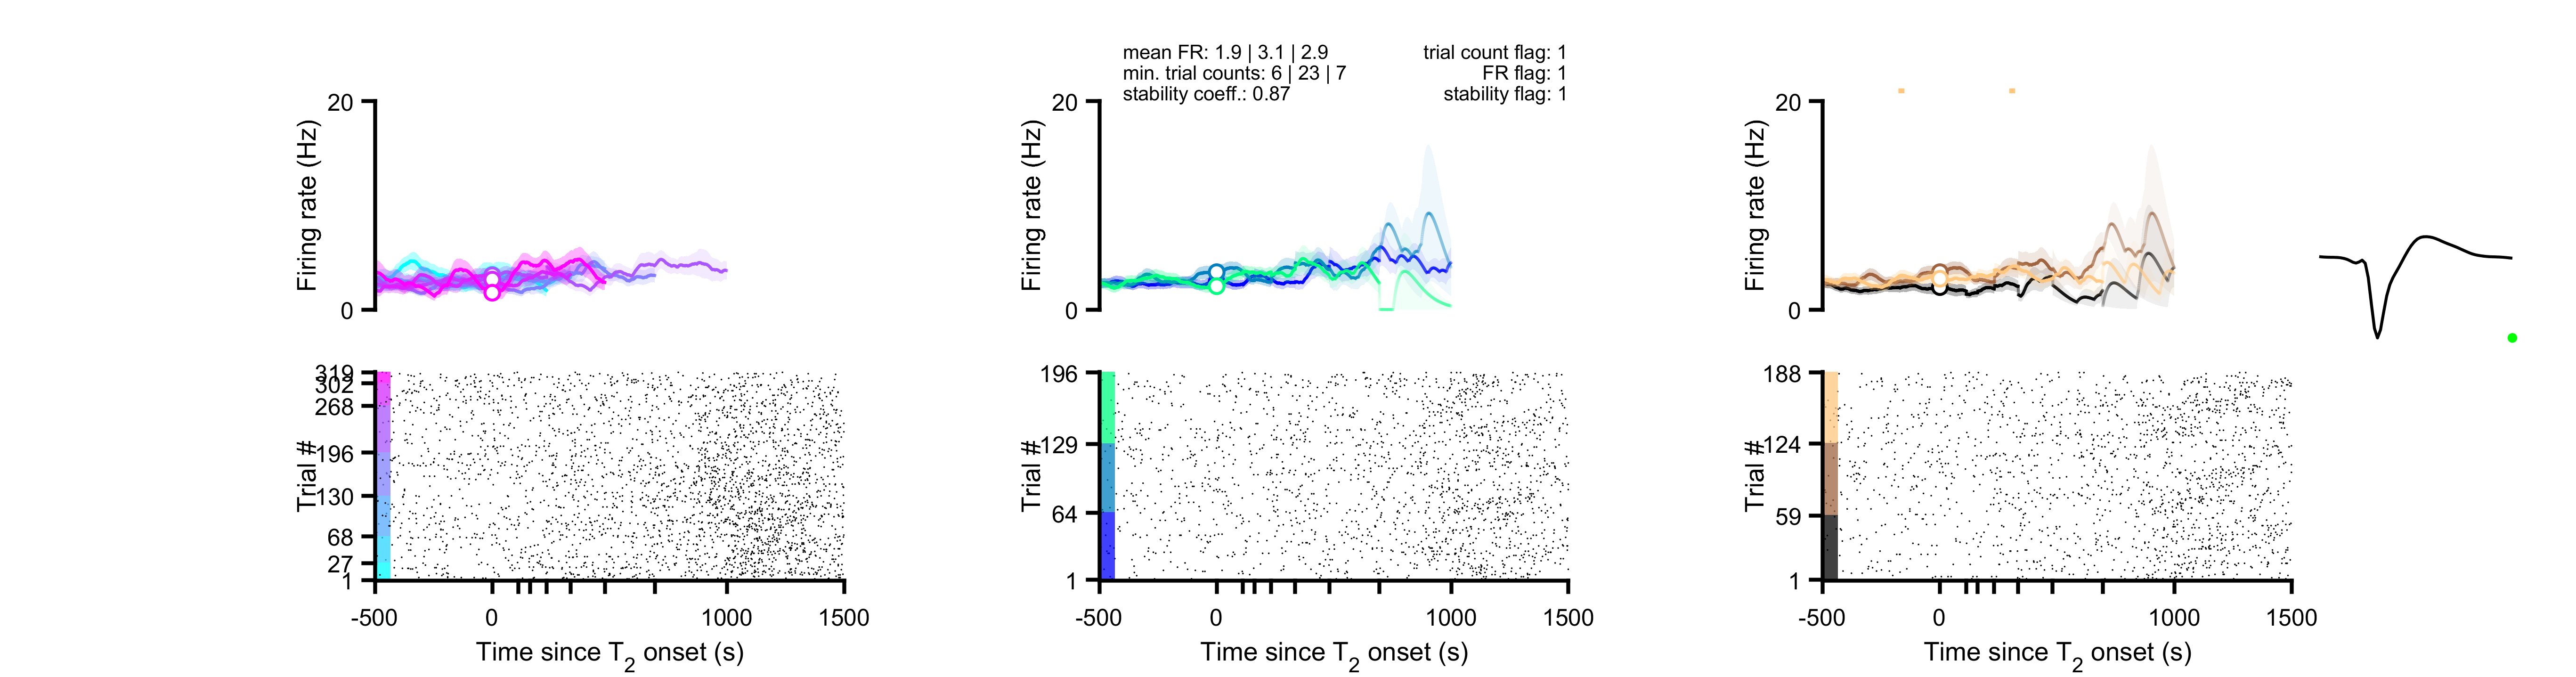 mean FR: 1.9 | 3.1 | 2.9
min. trial counts: 6 | 23 | 7
stability coeff.: 0.87
trial count flag: 1
FR flag: 1
stability flag: 1
20
Firing rate (Hz)
0
319
302
268
196
130
68
27
1
Trial #
-500
0
1000
1500
Time since T2 onset (s)
20
Firing rate (Hz)
0
196
129
64
1
Trial #
-500
0
1000
1500
Time since T2 onset (s)
20
Firing rate (Hz)
0
188
124
59
1
Trial #
-500
0
1000
1500
Time since T2 onset (s)